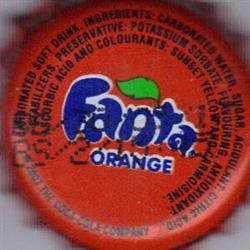 CARBONATED SOFT DRINK. INGREDIENTS: CARBONATED WATER, SUGAR,
ACIDULANT: CITRIC ACID
STABILIZERS, PRESERVATIVE: POTASSIUM SORBATE, FLAVOURINGS, ANTIOXIDANT:
ASCORBIC ACID AND COLOURANTS: SUNSET YELLOW AND CARMOISINE
Fanta
ORANGE
THE COCA-COLA COMPANY